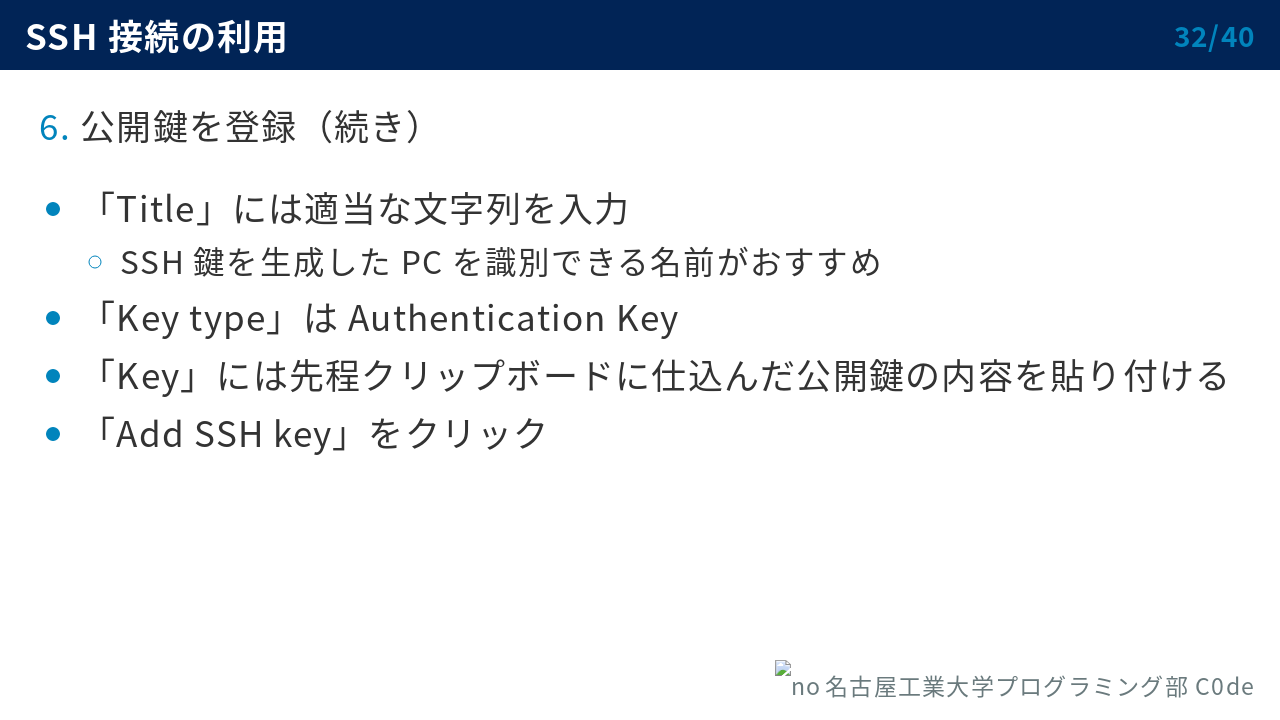 SSH 接続の利用
32/40
6. 公開鍵を登録（続き）
「Title」には適当な文字列を入力
SSH 鍵を生成した PC を識別できる名前がおすすめ
「Key type」は Authentication Key
「Key」には先程クリップボードに仕込んだ公開鍵の内容を貼り付ける
「Add SSH key」をクリック
no 名古屋工業大学プログラミング部 C0de